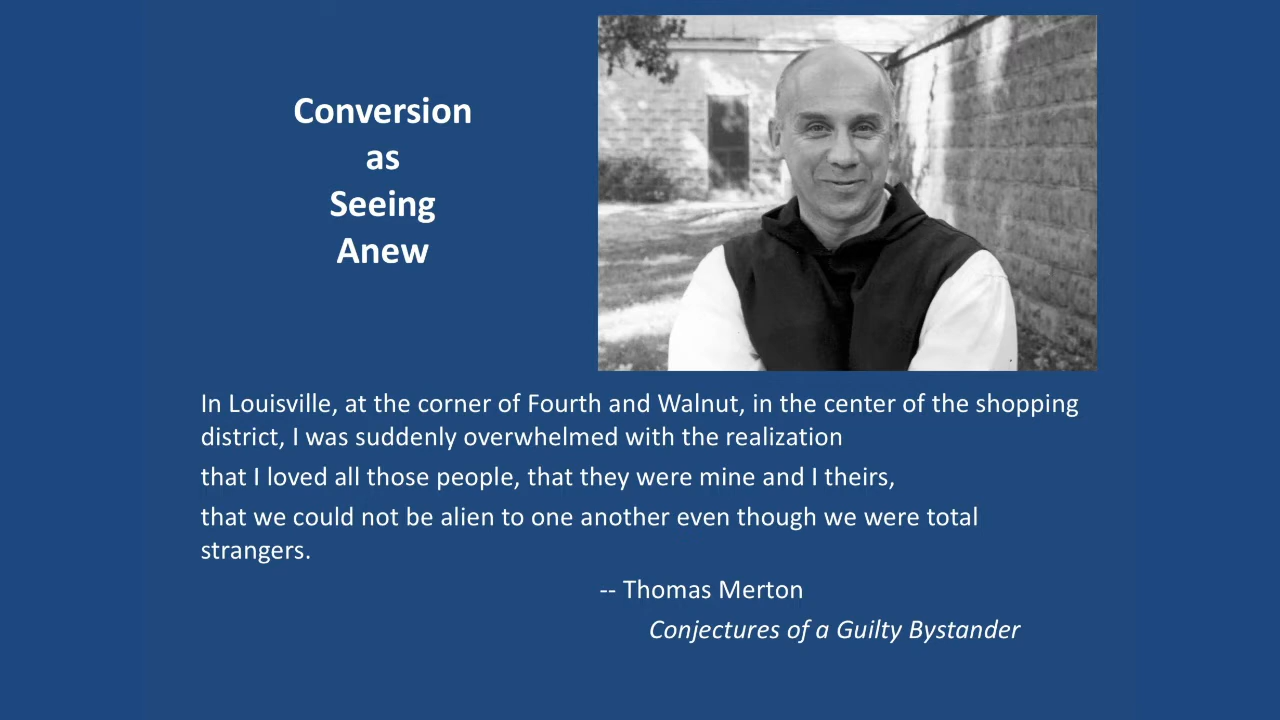 Conversion
as
Seeing
Anew
In Louisville, at the corner of Fourth and Walnut, in the center of the shopping
district, I was suddenly overwhelmed with the realization
that I loved all those people, that they were mine and I theirs,
that we could not be alien to one another even though we were total
strangers.
-- Thomas Merton
Conjectures of a Guilty Bystander